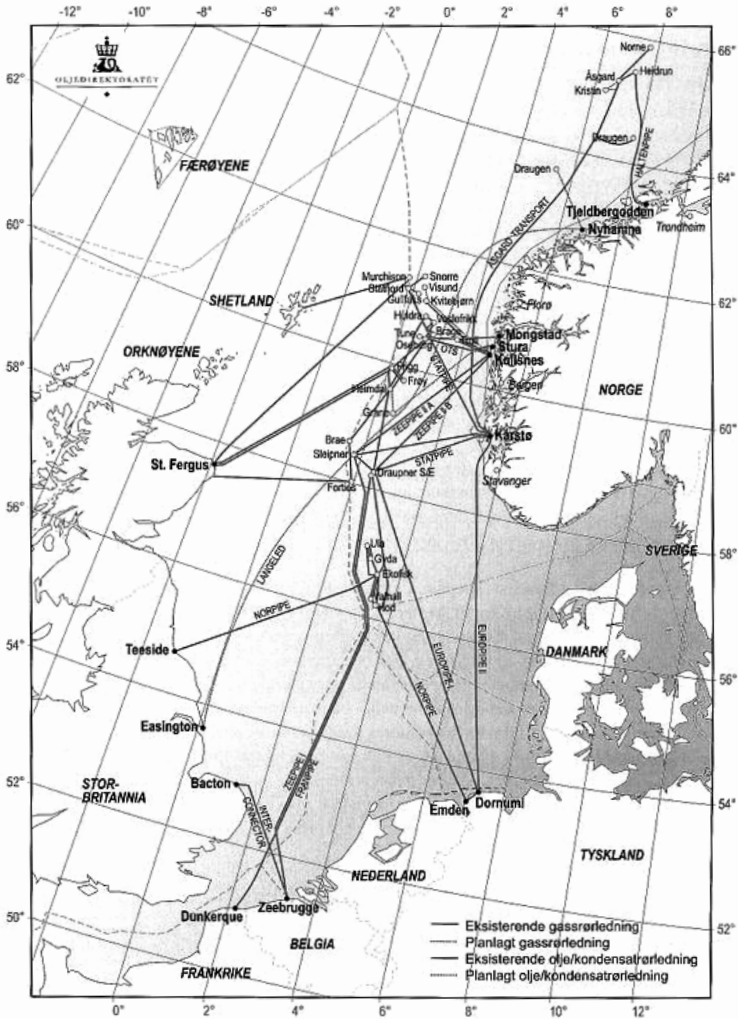 -12° -10° -8° -6° -4° -2° 0° 2° 4° 6° 8°
OLJEDIREKTORATET
62°
60°
58°
56°
54°
52°
50°
66°
64°
62°
60°
58°
56°
54°
52°
FÆRØYENE
SHETLAND
ORKNØYENE
NORGE
SVERIGE
DANMARK
TYSKLAND
NEDERLAND
BELGIA
FRANKRIKE
STOR-
BRITANNIA
Norne
Åsgard
Heidrun
Kristin
Draugen
HALTENPIPE
Draugen
Tjeldbergodden
Nyhamna
Trondheim
ÅSGARD TRANSPORT
Murchison
Snorre
Statfjord
Visund
Gullfaks
Kvitebjørn
Florø
Huldra
Veslefrikk
Tune
Brage
Oseberg
OTS
Mongstad
Sture
Kollsnes
Bergen
Frigg
Frøy
Heimdal
Grane
STATPIPE
ZEEPIPE II A
ZEEPIPE II B
Brae
Sleipner
STATPIPE
Kårstø
Stavanger
St. Fergus
Draupner S/E
Forties
LANGELED
Ula
Gyda
Ekofisk
Valhall
Hod
NORPIPE
Teeside
EUROPIPE I
EUROPIPE II
NORPIPE
Easington
Bacton
INTER-
CONNECTOR
ZEEPIPE I
FRANPIPE
Emden
Dornum
Zeebrugge
Dunkerque
Eksisterende gassrørledning
Planlagt gassrørledning
Eksisterende olje/kondensatrørledning
Planlagt olje/kondensatrørledning
0° 2° 4° 6° 8°